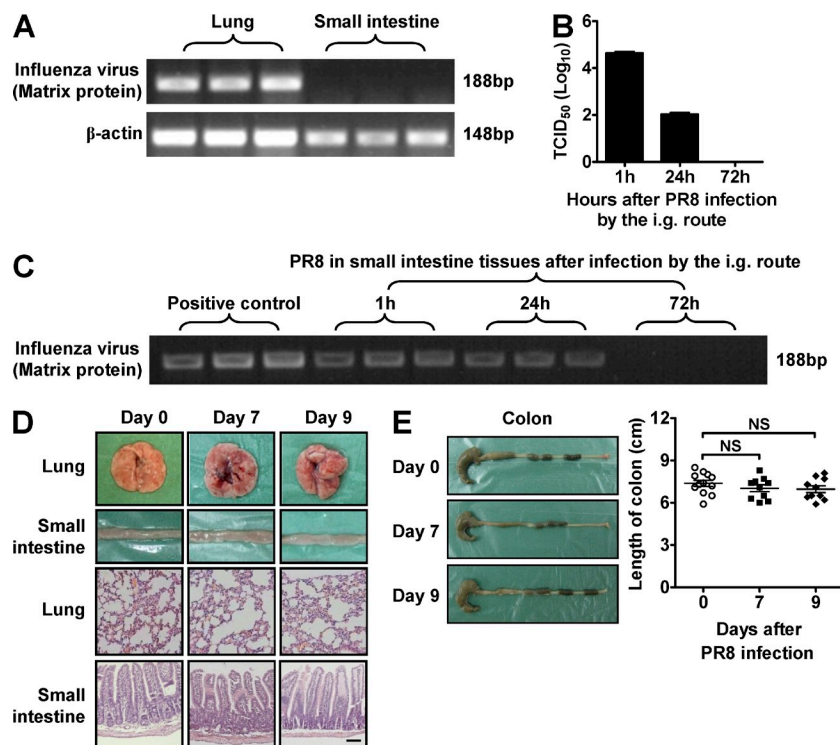 A
Lung
Small intestine
Influenza virus
(Matrix protein)
188bp
β-actin
148bp
B
TCID50 (Log10)
6
4
2
0
1h 24h 72h
Hours after PR8 infection
by the i.g. route
C
PR8 in small intestine tissues after infection by the i.g. route
Positive control 1h 24h 72h
Influenza virus
(Matrix protein)
188bp
D
Day 0 Day 7 Day 9
Lung
Small
intestine
Lung
Small
intestine
E
Colon
Day 0
Day 7
Day 9
Length of colon (cm)
12
9
6
3
0
NS
NS
0 7 9
Days after
PR8 infection